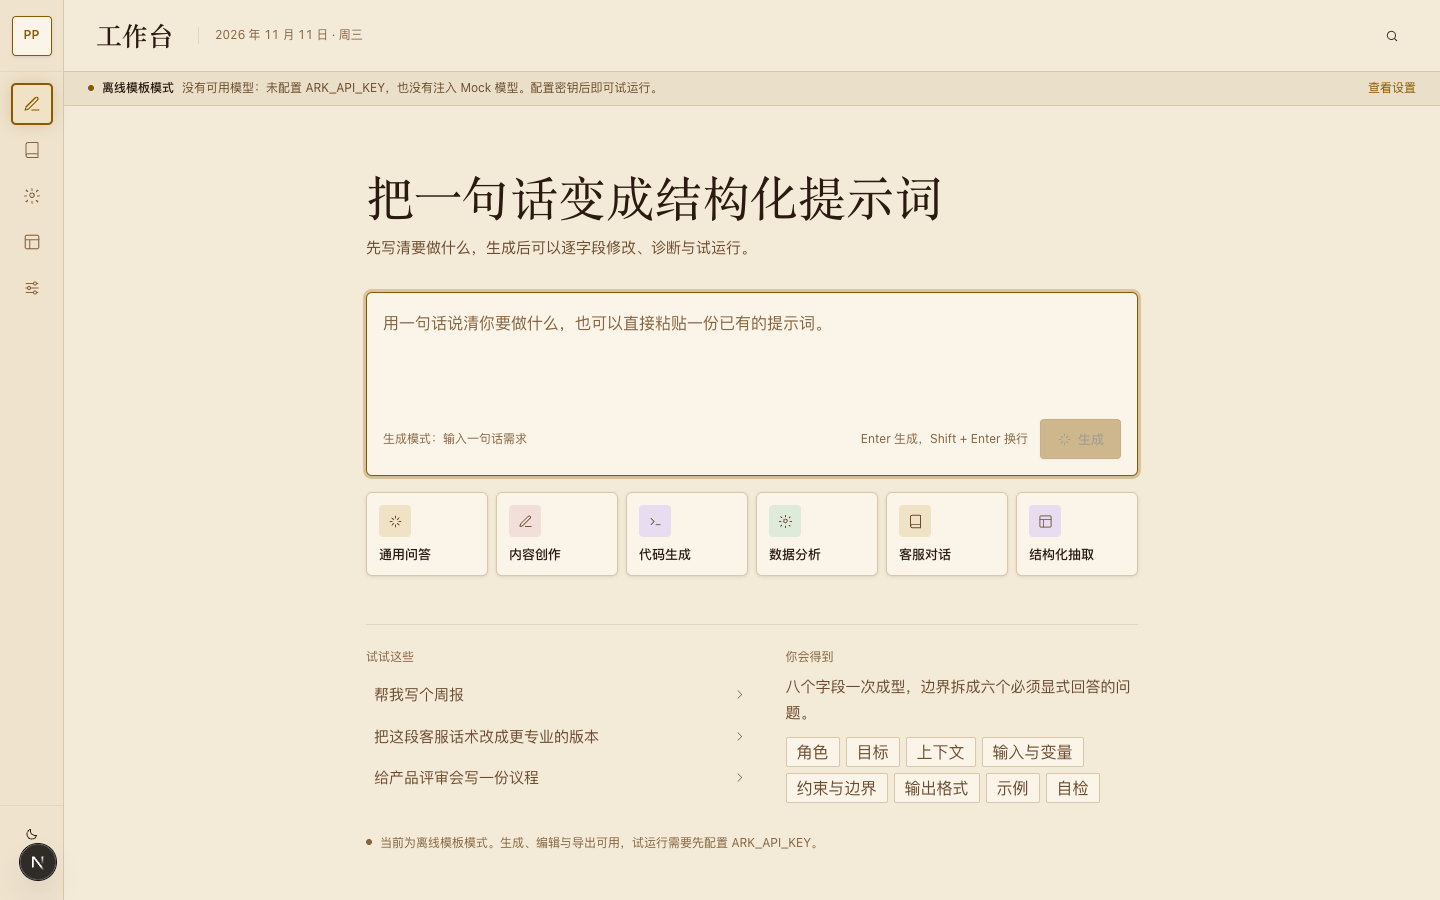 PP
工作台
2026 年 11 月 11 日 · 周三
离线模板模式 没有可用模型：未配置 ARK_API_KEY，也没有注入 Mock 模型。配置密钥后即可试运行。
查看设置
把一句话变成结构化提示词
先写清要做什么，生成后可以逐字段修改、诊断与试运行。
用一句话说清你要做什么，也可以直接粘贴一份已有的提示词。
生成模式：输入一句话需求
Enter 生成，Shift + Enter 换行
生成
通用问答
内容创作
代码生成
数据分析
客服对话
结构化抽取
试试这些
帮我写个周报
把这段客服话术改成更专业的版本
给产品评审会写一份议程
你会得到
八个字段一次成型，边界拆成六个必须显式回答的问
题。
角色 目标 上下文 输入与变量
约束与边界 输出格式 示例 自检
当前为离线模板模式。生成、编辑与导出可用，试运行需要先配置 ARK_API_KEY。
N